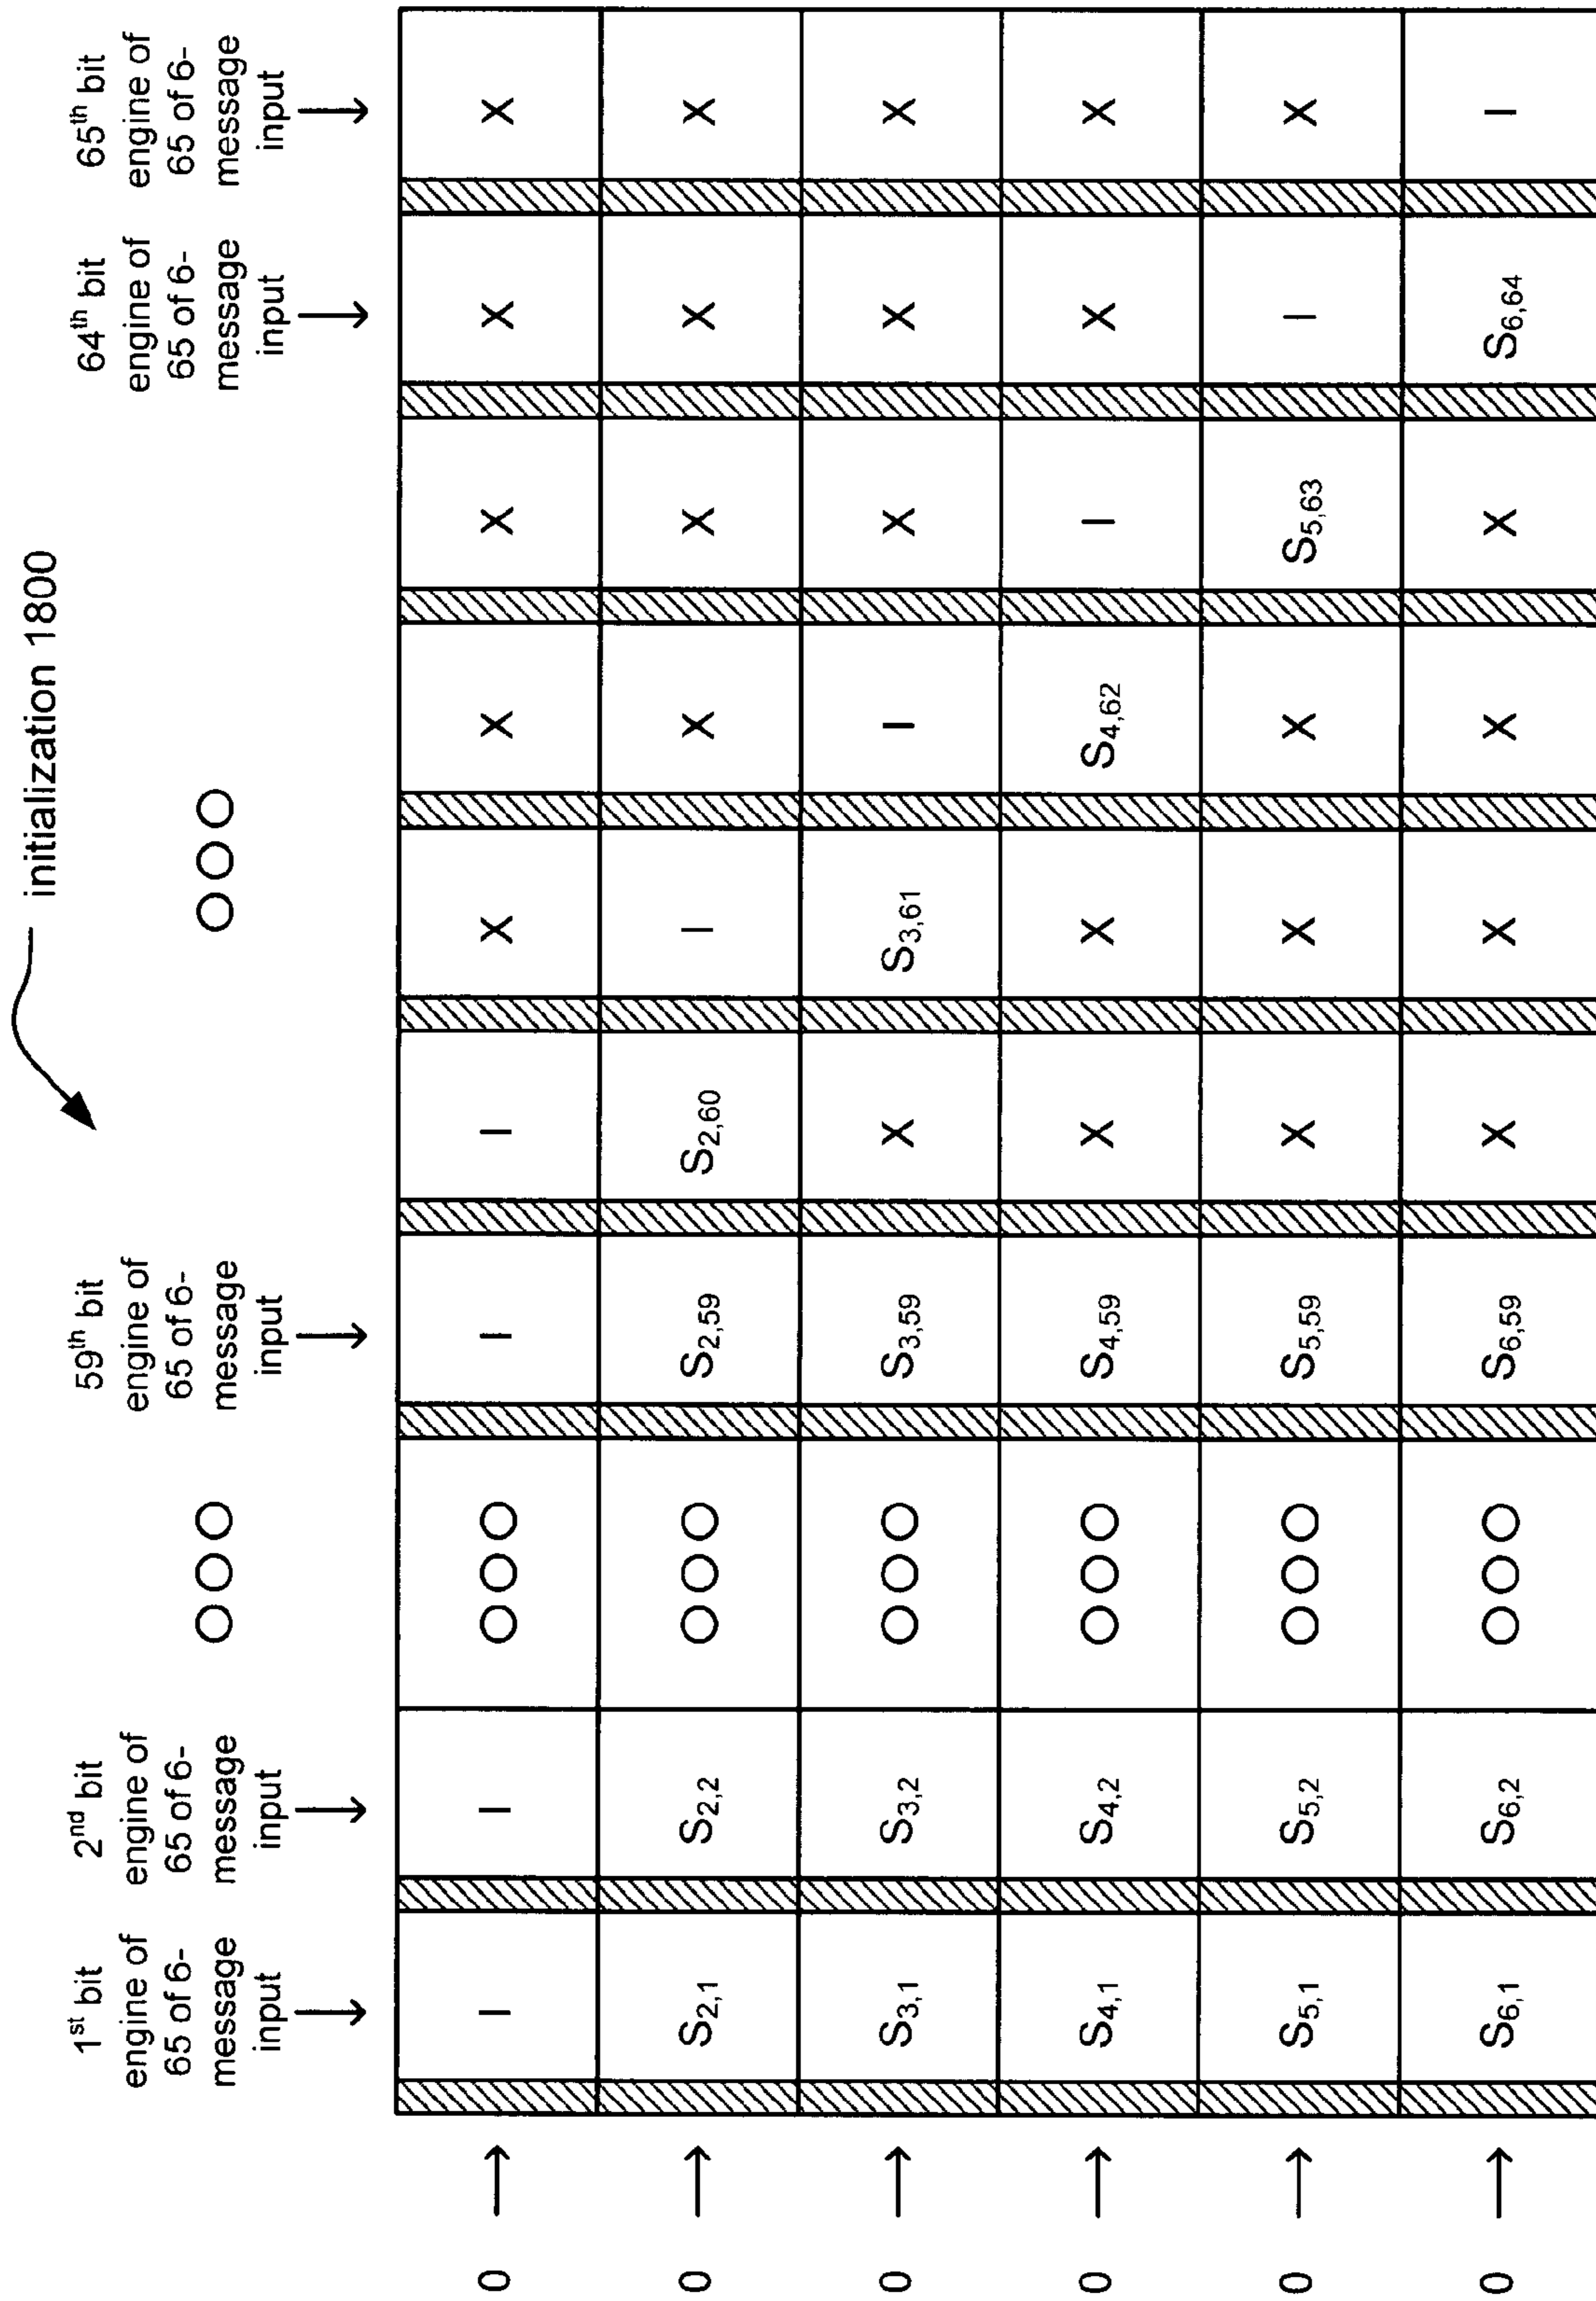 initialization 1800
1st bit engine of 65 of 6-message input
2nd bit engine of 65 of 6-message input
OOO
59th bit engine of 65 of 6-message input
OOO
64th bit engine of 65 of 6-message input
65th bit engine of 65 of 6-message input
0 → I I OOO I I X X X X X
0 → S2,1 S2,2 OOO S2,59 S2,60 I X X X X
0 → S3,1 S3,2 OOO S3,59 X S3,61 I X X X
0 → S4,1 S4,2 OOO S4,59 X X S4,62 I X X
0 → S5,1 S5,2 OOO S5,59 X X X S5,63 I X
0 → S6,1 S6,2 OOO S6,59 X X X X S6,64 I